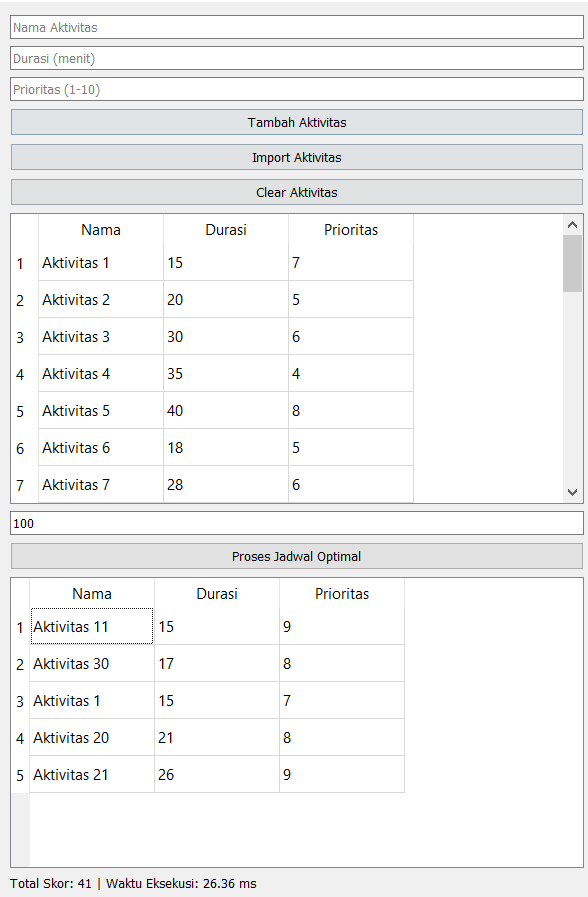 Nama Aktivitas
Durasi (menit)
Prioritas (1-10)
Tambah Aktivitas
Import Aktivitas
Clear Aktivitas
Nama Durasi Prioritas
1 Aktivitas 1 15 7
2 Aktivitas 2 20 5
3 Aktivitas 3 30 6
4 Aktivitas 4 35 4
5 Aktivitas 5 40 8
6 Aktivitas 6 18 5
7 Aktivitas 7 28 6
100
Proses Jadwal Optimal
Nama Durasi Prioritas
1 Aktivitas 11 15 9
2 Aktivitas 30 17 8
3 Aktivitas 1 15 7
4 Aktivitas 20 21 8
5 Aktivitas 21 26 9
Total Skor: 41 | Waktu Eksekusi: 26.36 ms